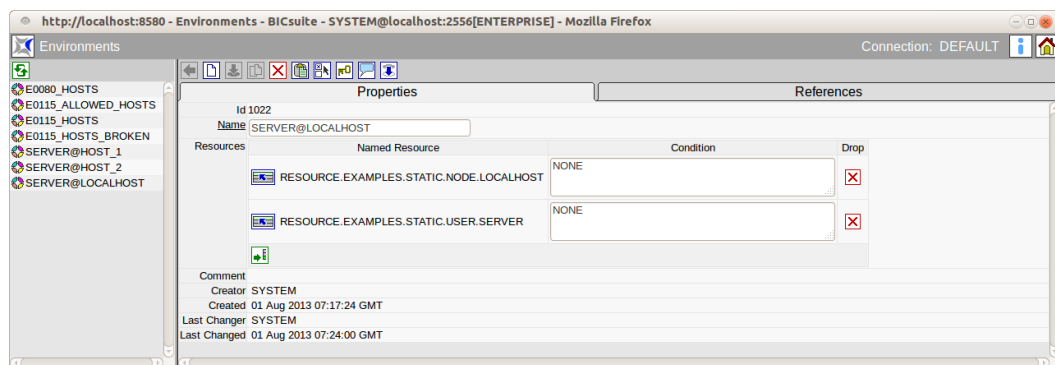 http://localhost:8580 - Environments - BICsuite - SYSTEM@localhost:2556[ENTERPRISE] - Mozilla Firefox
Environments
Connection: DEFAULT
E0080_HOSTS
E0115_ALLOWED_HOSTS
E0115_HOSTS
E0115_HOSTS_BROKEN
SERVER@HOST_1
SERVER@HOST_2
SERVER@LOCALHOST
Properties
References
Id 1022
Name SERVER@LOCALHOST
Resources Named Resource Condition Drop
RESOURCE.EXAMPLES.STATIC.NODE.LOCALHOST NONE
RESOURCE.EXAMPLES.STATIC.USER.SERVER NONE
Comment
Creator SYSTEM
Created 01 Aug 2013 07:17:24 GMT
Last Changer SYSTEM
Last Changed 01 Aug 2013 07:24:00 GMT